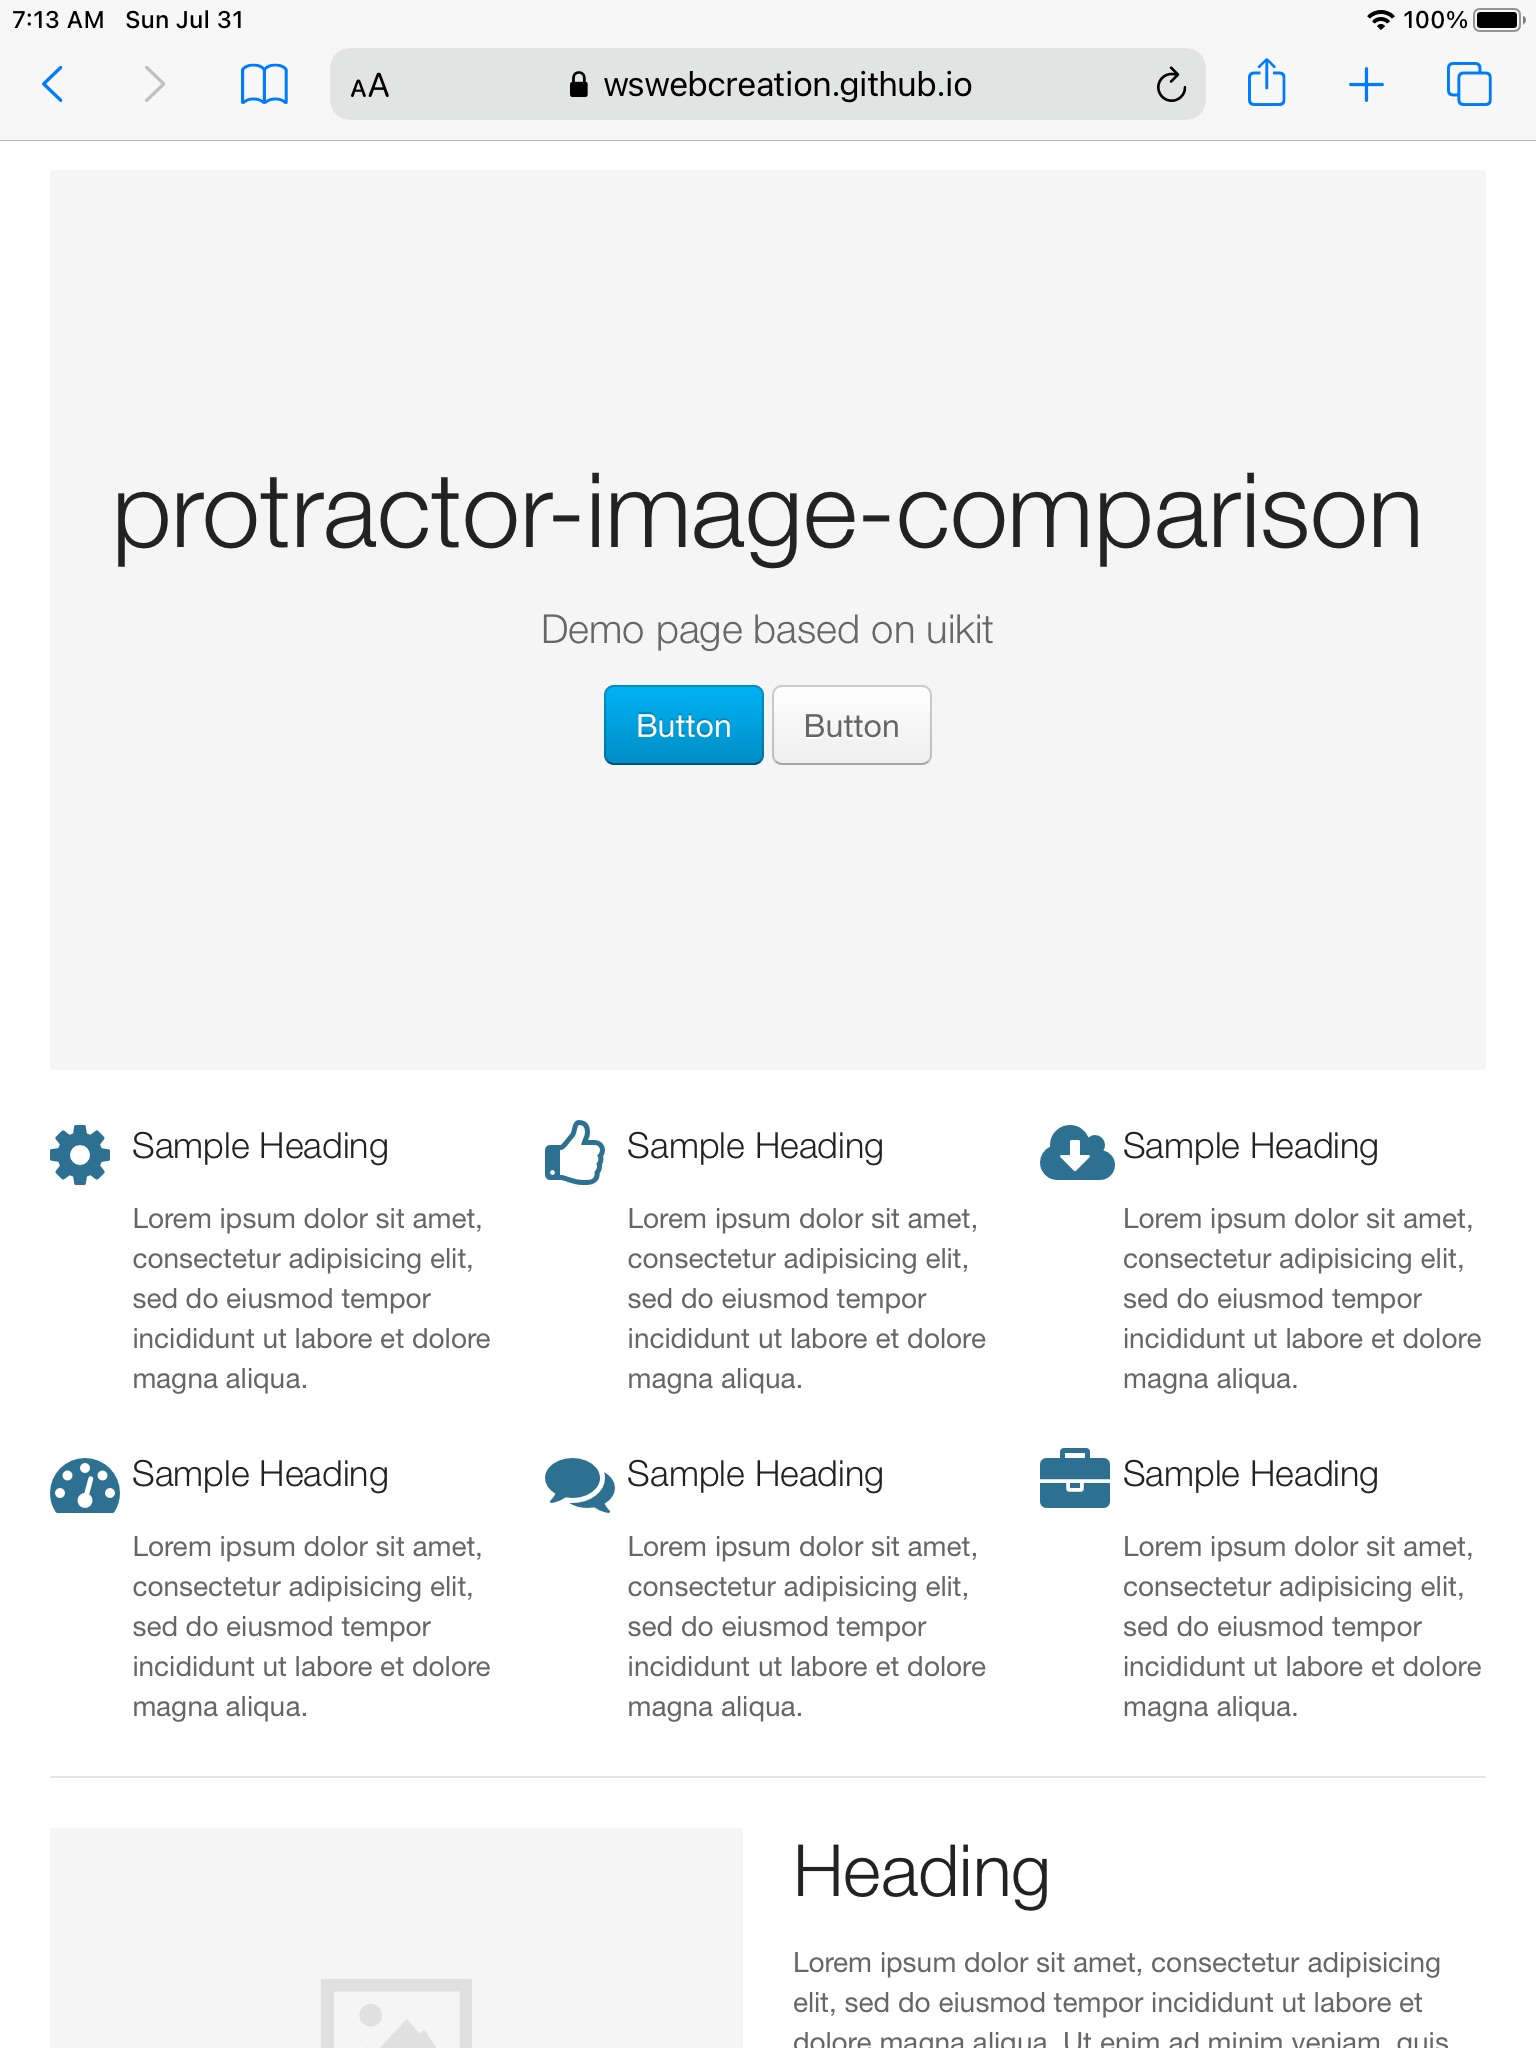 7:13 AM Sun Jul 31 100%
AA wswebcreation.github.io
protractor-image-comparison
Demo page based on uikit
Button Button
Sample Heading
Lorem ipsum dolor sit amet,
consectetur adipisicing elit,
sed do eiusmod tempor
incididunt ut labore et dolore
magna aliqua.
Sample Heading
Lorem ipsum dolor sit amet,
consectetur adipisicing elit,
sed do eiusmod tempor
incididunt ut labore et dolore
magna aliqua.
Sample Heading
Lorem ipsum dolor sit amet,
consectetur adipisicing elit,
sed do eiusmod tempor
incididunt ut labore et dolore
magna aliqua.
Sample Heading
Lorem ipsum dolor sit amet,
consectetur adipisicing elit,
sed do eiusmod tempor
incididunt ut labore et dolore
magna aliqua.
Sample Heading
Lorem ipsum dolor sit amet,
consectetur adipisicing elit,
sed do eiusmod tempor
incididunt ut labore et dolore
magna aliqua.
Sample Heading
Lorem ipsum dolor sit amet,
consectetur adipisicing elit,
sed do eiusmod tempor
incididunt ut labore et dolore
magna aliqua.
Heading
Lorem ipsum dolor sit amet, consectetur adipisicing
elit, sed do eiusmod tempor incididunt ut labore et
dolore magna aliqua. Ut enim ad minim veniam, quis